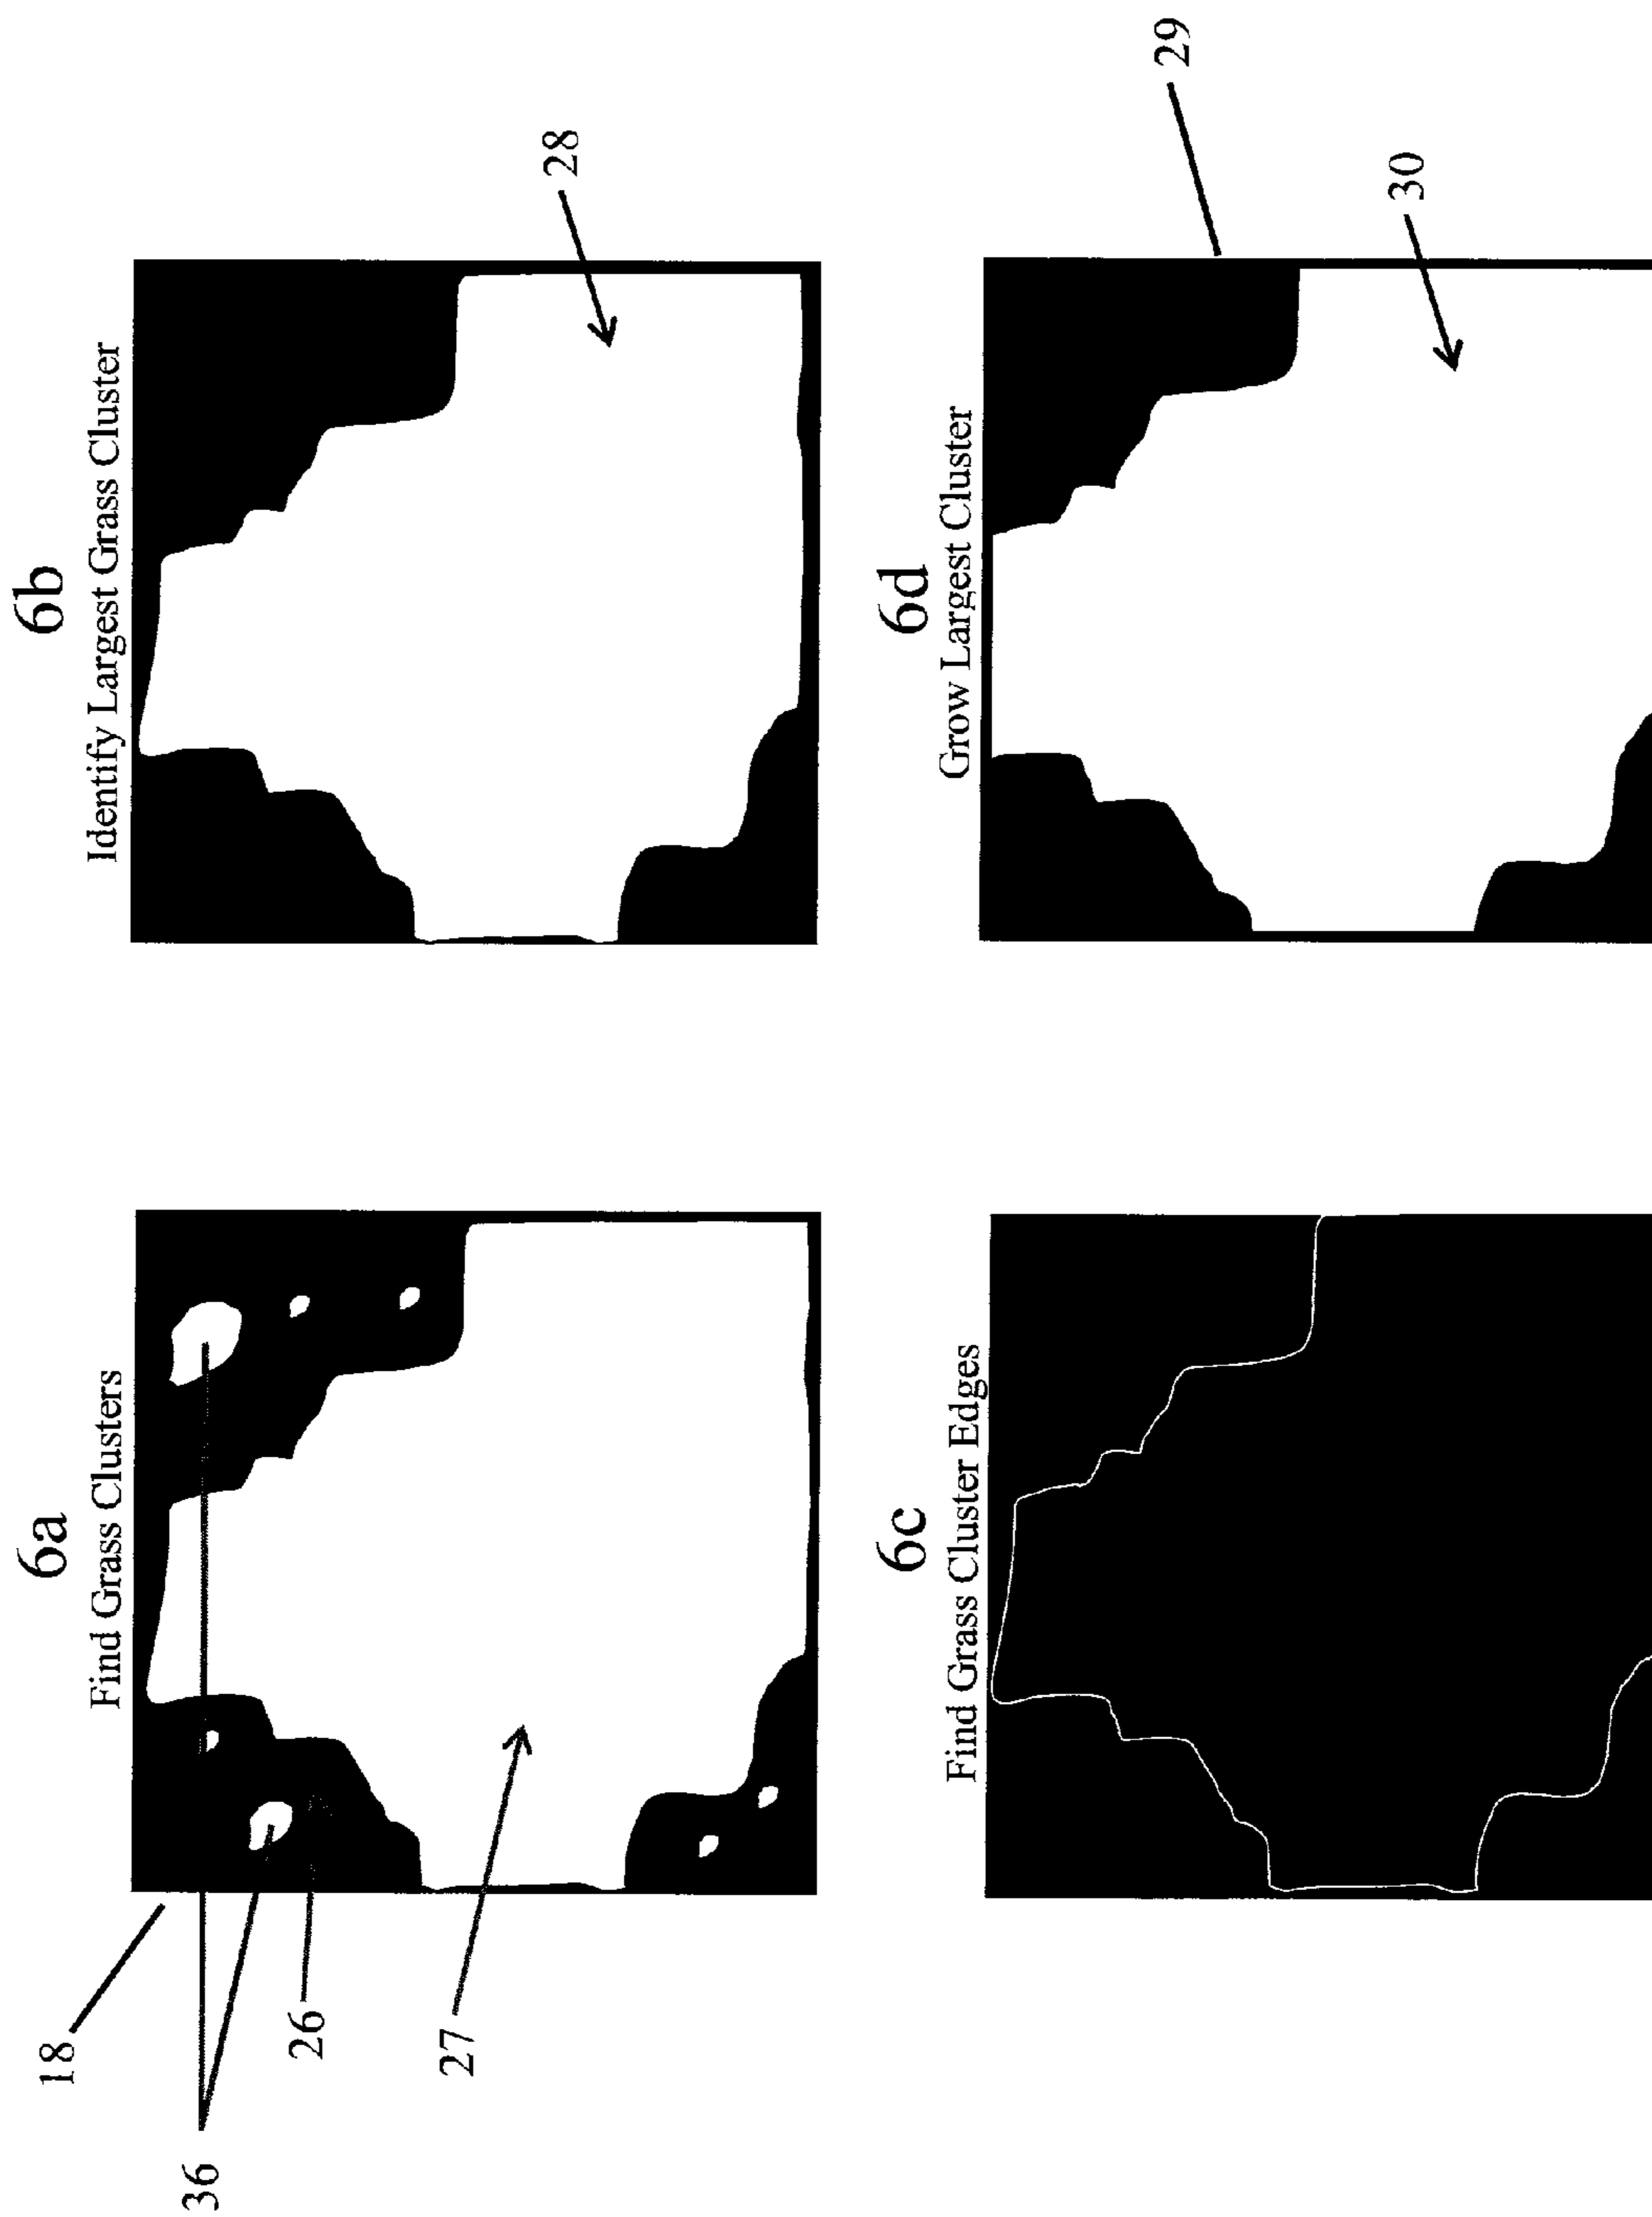 6a
Find Grass Clusters
18
36
26
27
6b
Identify Largest Grass Cluster
28
6c
Find Grass Cluster Edges
6d
Grow Largest Cluster
29
30